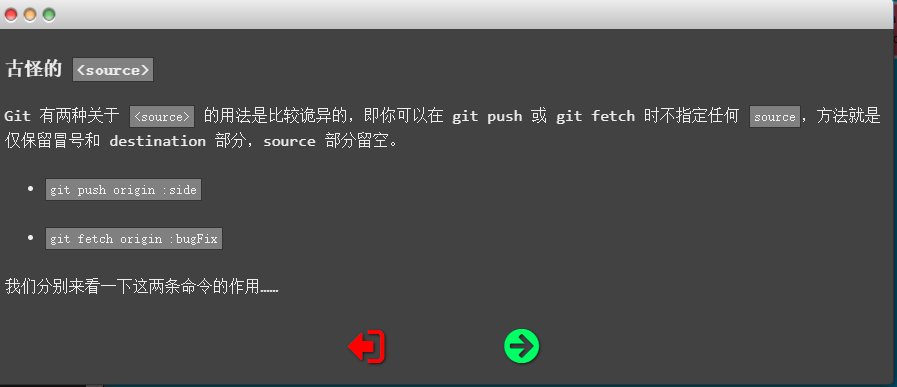 古怪的 <source>
Git 有两种关于 <source> 的用法是比较诡异的，即你可以在 git push 或 git fetch 时不指定任何 source，方法就是
仅保留冒号和 destination 部分，source 部分留空。
git push origin :side
git fetch origin :bugFix
我们分别来看一下这两条命令的作用……